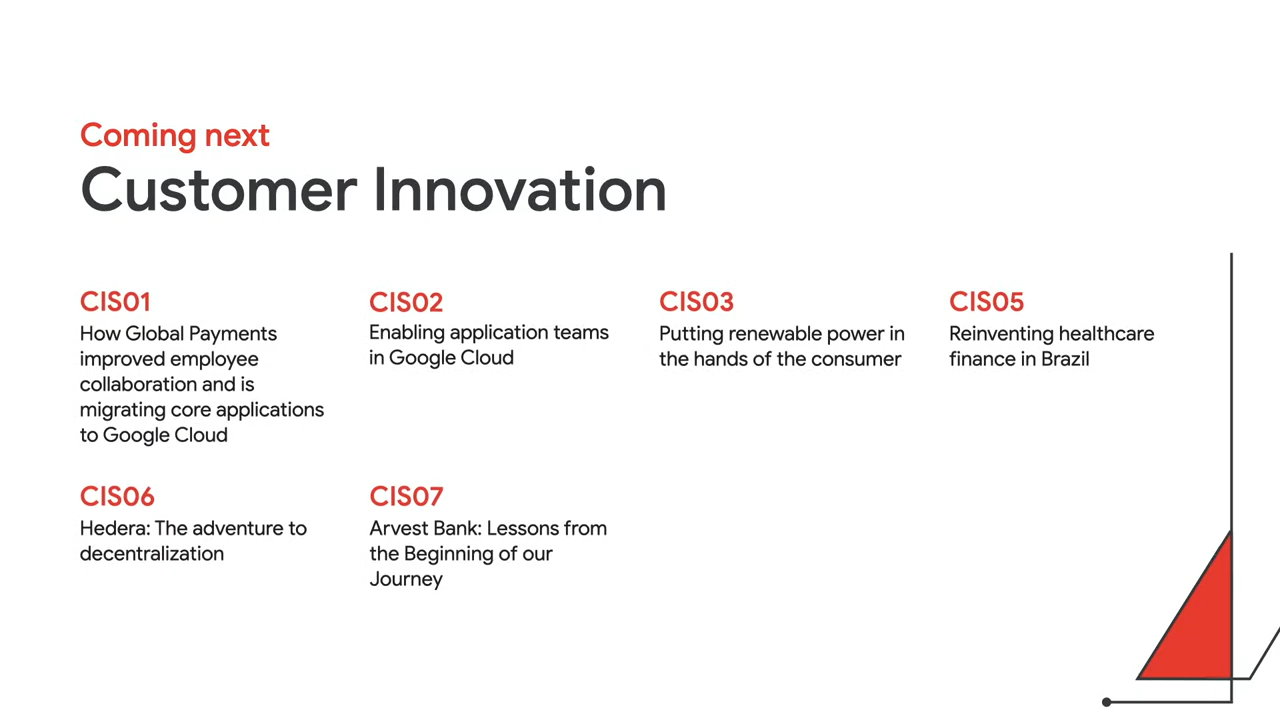 Coming next
Customer Innovation
CIS01
How Global Payments
improved employee
collaboration and is
migrating core applications
to Google Cloud
CIS02
Enabling application teams
in Google Cloud
CIS03
Putting renewable power in
the hands of the consumer
CIS05
Reinventing healthcare
finance in Brazil
CIS06
Hedera: The adventure to
decentralization
CIS07
Arvest Bank: Lessons from
the Beginning of our
Journey